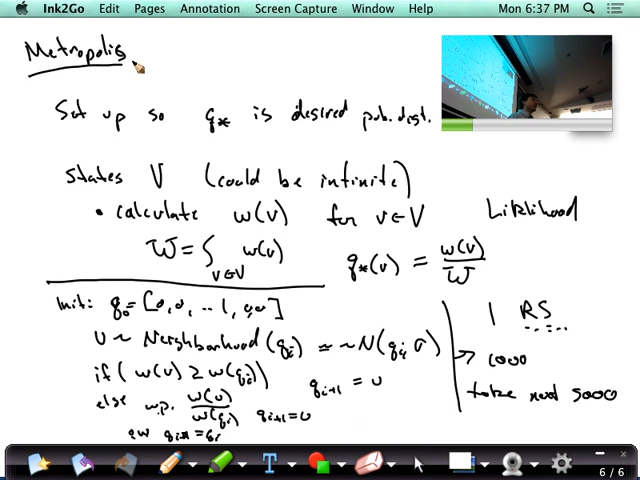 Ink2Go Edit Pages Annotating Screen Capture Window Help Mon 6:37 PM
Metropolis
Set up so q* is desired prob. dist.
states V (could be infinite)
• calculate w(v) for v∈V Liklihood
W = ∫ w(v) q*(v) = w(v)/W
v∈V
Init: q₀ = [0, 0, .. 1, 0,0]
U ~ Neighborhood (qᵢ) ≈ ~N(qᵢ, σ)
if ( w(u) ≥ w(qᵢ)) qᵢ₊₁ = u
else w.p. w(u)/w(qᵢ) qᵢ₊₁ = u
ow qᵢ₊₁ = qᵢ
1 RS
→ 1000
take next 5000
6 / 6